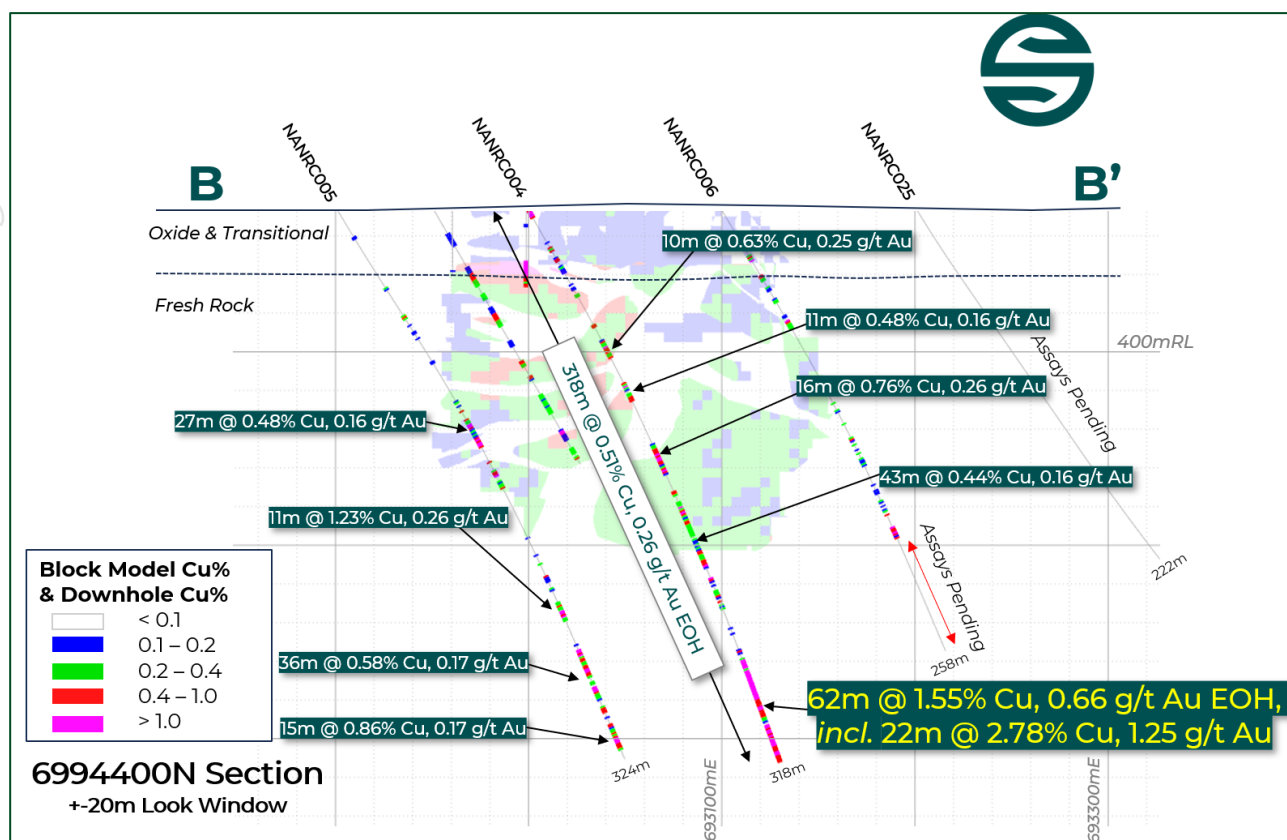 NANRC005
NANRC004
NANRC006
NANRC025
B
B’
Oxide & Transitional
10m @ 0.63% Cu, 0.25 g/t Au
Fresh Rock
11m @ 0.48% Cu, 0.16 g/t Au
400mRL
Assays Pending
16m @ 0.76% Cu, 0.26 g/t Au
27m @ 0.48% Cu, 0.16 g/t Au
318m @ 0.51% Cu, 0.26 g/t Au EOH
43m @ 0.44% Cu, 0.16 g/t Au
11m @ 1.23% Cu, 0.26 g/t Au
Assays Pending
222m
Block Model Cu%
& Downhole Cu%
< 0.1
0.1 – 0.2
0.2 – 0.4
0.4 – 1.0
> 1.0
258m
36m @ 0.58% Cu, 0.17 g/t Au
62m @ 1.55% Cu, 0.66 g/t Au EOH,
incl. 22m @ 2.78% Cu, 1.25 g/t Au
15m @ 0.86% Cu, 0.17 g/t Au
324m
318m
693100mE
693300mE
6994400N Section
+-20m Look Window